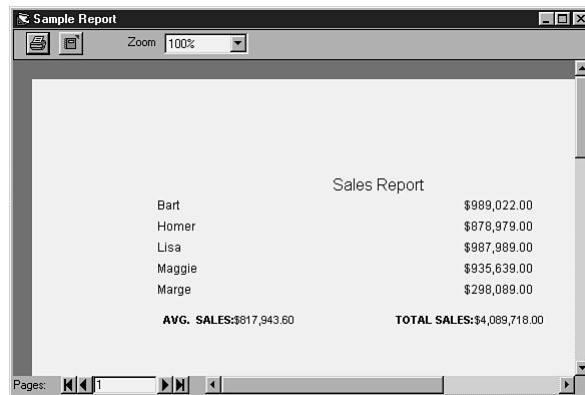 Sample Report
Zoom 100%
Sales Report
Bart $989,022.00
Homer $878,979.00
Lisa $987,989.00
Maggie $935,639.00
Marge $298,089.00
AVG. SALES:$817,943.60 TOTAL SALES:$4,089,718.00
Pages: 1